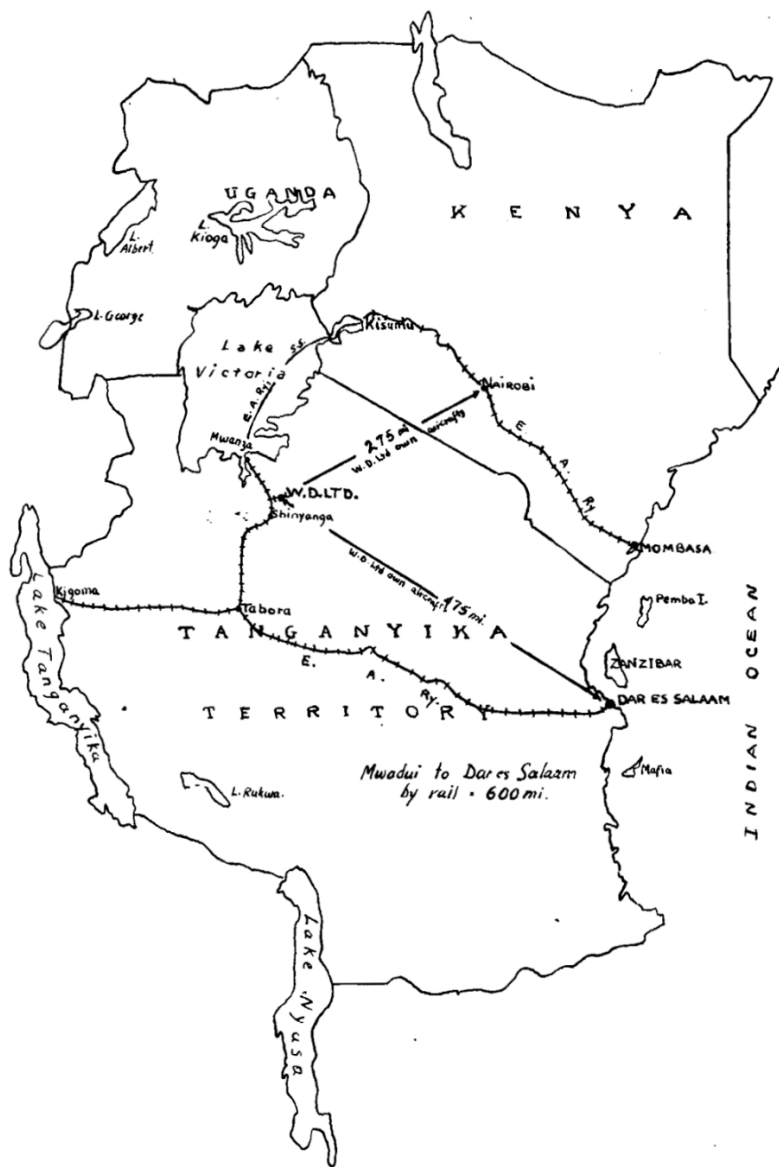 UGANDA
KENYA
L.
Kioga
L.
Albert
L. George
Lake
Victoria
E. A. Rys
S.S.
Kisumu
NAIROBI
Mwanza
275 mi
W.D. Ltd own aircraft
E. A. Ry
W.D. LTD.
Shinyanga
MOMBASA
W.D. Ltd own aircraft
475 mi.
Kigoma
Tabora
Pemba I.
TANGANYIKA
E. A. Ry.
ZANZIBAR
DAR ES SALAAM
TERRITORY
Lake Tanganyika
INDIAN OCEAN
L. Rukwa.
Mwadui to Dar es Salaam
by rail = 600 mi.
Mafia
Lake Nyusa